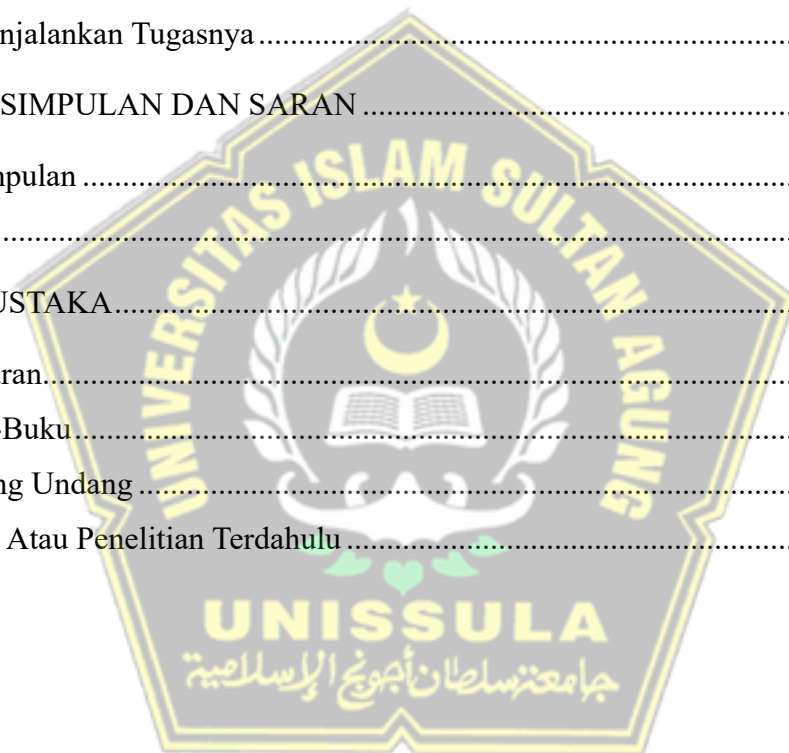 njalankan Tugasnya ..........................................................................
SIMPULAN DAN SARAN ..........................................................
npulan ..........................................................................................
....................................................................................................
USTAKA ......................................................................................
ran ................................................................................................
-Buku ............................................................................................
ng Undang ....................................................................................
Atau Penelitian Terdahulu ..........................................................
UNIVERSITAS ISLAM SULTAN AGUNG
UNISSULA
جامعة سلطان أجونج الإسلامية